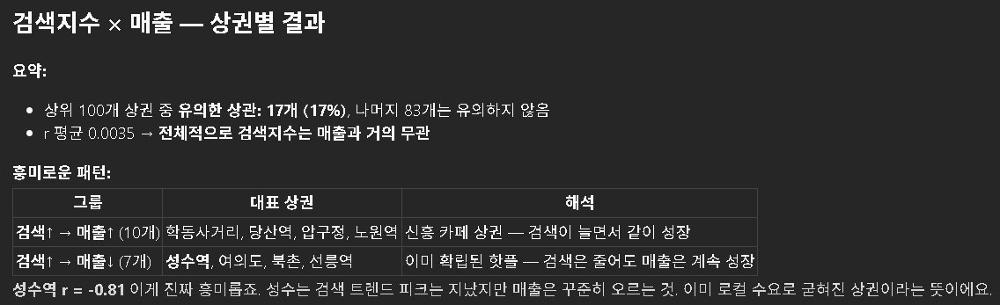 검색지수 × 매출 — 상권별 결과
요약:
• 상위 100개 상권 중 유의한 상관: 17개 (17%), 나머지 83개는 유의하지 않음
• r 평균 0.0035 → 전체적으로 검색지수는 매출과 거의 무관
흥미로운 패턴:
그룹 대표 상권 해석
검색↑ → 매출↑ (10개) 학동사거리, 당산역, 압구정, 노원역 신흥 카페 상권 — 검색이 늘면서 같이 성장
검색↑ → 매출↓ (7개) 성수역, 여의도, 북촌, 선릉역 이미 확립된 핫플 — 검색은 줄어도 매출은 계속 성장
성수역 r = -0.81 이게 진짜 흥미롭죠. 성수는 검색 트렌드 피크는 지났지만 매출은 꾸준히 오르는 것. 이미 로컬 수요로 굳혀진 상권이라는 뜻이에요.